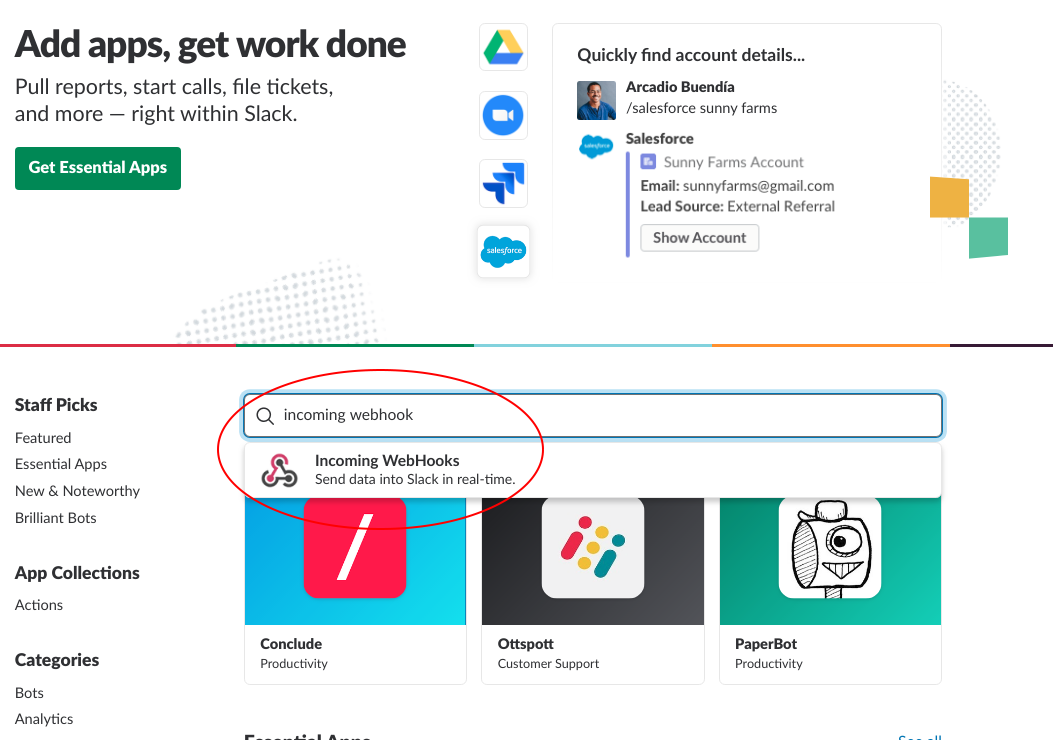 Add apps, get work done
Pull reports, start calls, file tickets,
and more — right within Slack.
Get Essential Apps
salesforce
Quickly find account details...
Arcadio Buendía
/salesforce sunny farms
salesforce
Salesforce
Sunny Farms Account
Email: sunnyfarms@gmail.com
Lead Source: External Referral
Show Account
Staff Picks
Featured
Essential Apps
New & Noteworthy
Brilliant Bots
App Collections
Actions
Categories
Bots
Analytics
incoming webhook
Incoming WebHooks
Send data into Slack in real-time.
Conclude
Productivity
Ottspott
Customer Support
PaperBot
Productivity
Essential Apps
See all